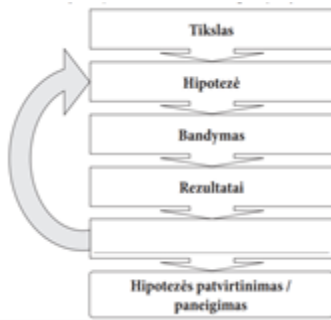 Tikslas
Hipotezė
Bandymas
Rezultatai
Hipotezės patvirtinimas /
paneigimas